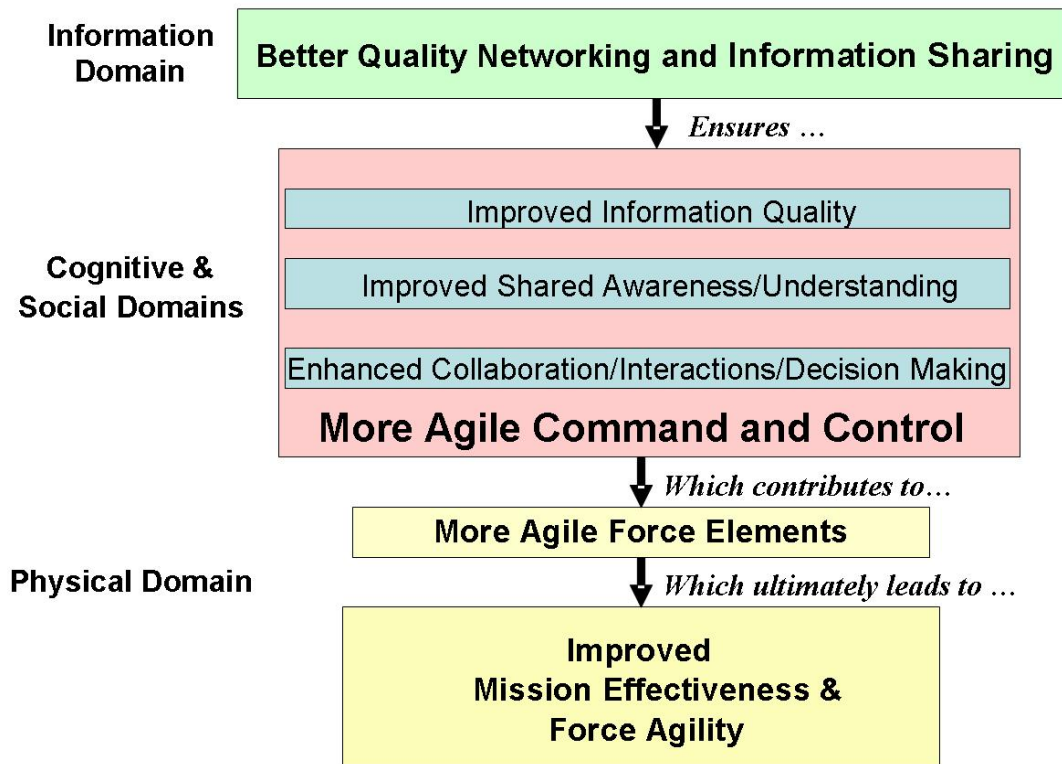 Information
Domain
Better Quality Networking and Information Sharing
Ensures …
Cognitive &
Social Domains
Improved Information Quality
Improved Shared Awareness/Understanding
Enhanced Collaboration/Interactions/Decision Making
More Agile Command and Control
Which contributes to…
Physical Domain
More Agile Force Elements
Which ultimately leads to …
Improved
Mission Effectiveness &
Force Agility